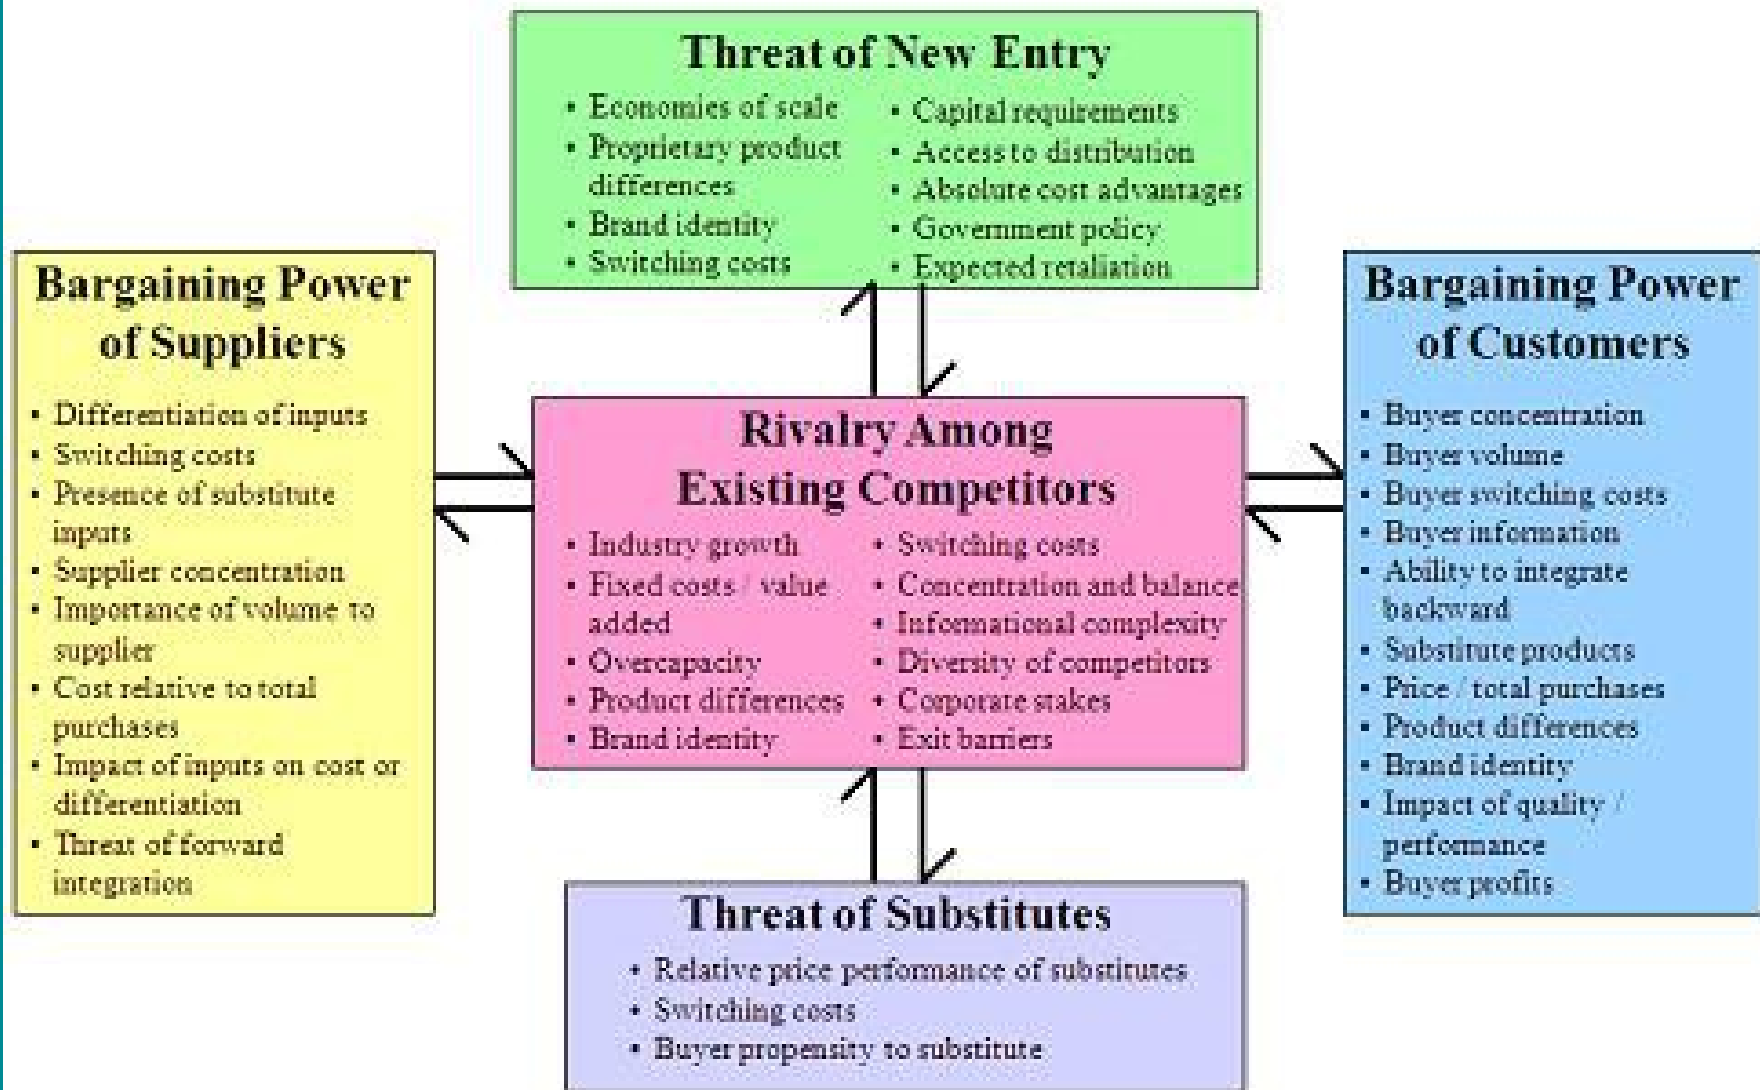 Threat of New Entry
• Economies of scale
• Proprietary product
differences
• Brand identity
• Switching costs
• Capital requirements
• Access to distribution
• Absolute cost advantages
• Government policy
• Expected retaliation
Bargaining Power
of Suppliers
• Differentiation of inputs
• Switching costs
• Presence of substitute
inputs
• Supplier concentration
• Importance of volume to
supplier
• Cost relative to total
purchases
• Impact of inputs on cost or
differentiation
• Threat of forward
integration
Rivalry Among
Existing Competitors
• Industry growth
• Fixed costs / value
added
• Overcapacity
• Product differences
• Brand identity
• Switching costs
• Concentration and balance
• Informational complexity
• Diversity of competitors
• Corporate stakes
• Exit barriers
Bargaining Power
of Customers
• Buyer concentration
• Buyer volume
• Buyer switching costs
• Buyer information
• Ability to integrate
backward
• Substitute products
• Price / total purchases
• Product differences
• Brand identity
• Impact of quality /
performance
• Buyer profits
Threat of Substitutes
• Relative price performance of substitutes
• Switching costs
• Buyer propensity to substitute